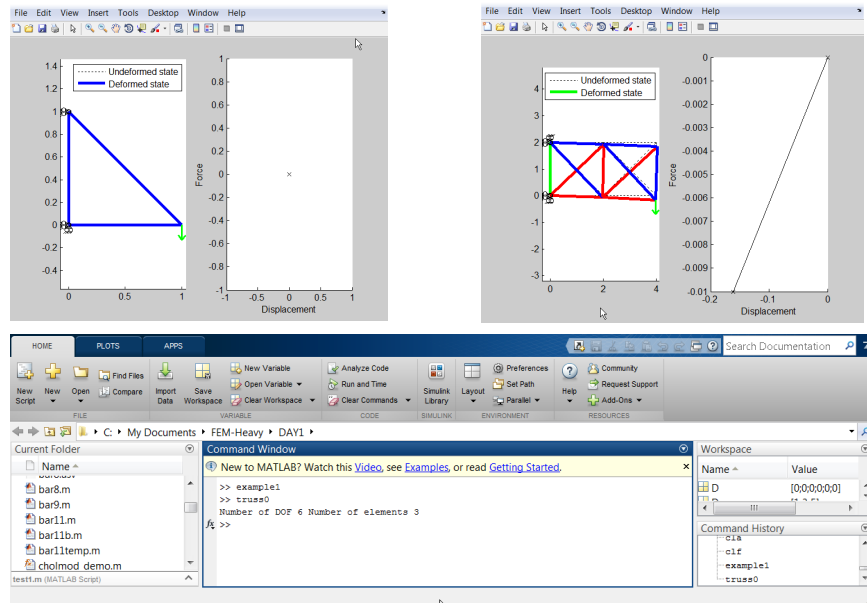 File Edit View Insert Tools Desktop Window Help
Undeformed state
Deformed state
1.4
1.2
1
0.8
0.6
0.4
0.2
0
-0.2
-0.4
0 0.5 1
1
0.8
0.6
0.4
0.2
0
-0.2
-0.4
-0.6
-0.8
-1
-1 -0.5 0 0.5 1
Force
Displacement
File Edit View Insert Tools Desktop Window Help
Undeformed state
Deformed state
4
3
2
1
0
-1
-2
-3
0 2 4
0
-0.001
-0.002
-0.003
-0.004
-0.005
-0.006
-0.007
-0.008
-0.009
-0.01
-0.2 -0.1 0
Force
Displacement
HOME PLOTS APPS
Search Documentation
New Script
New
Open
Find Files
Compare
Import Data
Save Workspace
New Variable
Open Variable
Clear Workspace
Analyze Code
Run and Time
Clear Commands
Simulink Library
Layout
Preferences
Set Path
Parallel
Help
Community
Request Support
Add-Ons
FILE VARIABLE CODE SIMULINK ENVIRONMENT RESOURCES
C: My Documents FEM-Heavy DAY1
Current Folder
Name
bar8.m
bar9.m
bar11.m
bar11b.m
bar11temp.m
cholmod_demo.m
test1.m (MATLAB Script)
Command Window
New to MATLAB? Watch this Video, see Examples, or read Getting Started.
>> example1
>> truss0
Number of DOF 6 Number of elements 3
fx >>
Workspace
Name Value
D [0;0;0;0;0;0]
Command History
cla
clf
example1
truss0